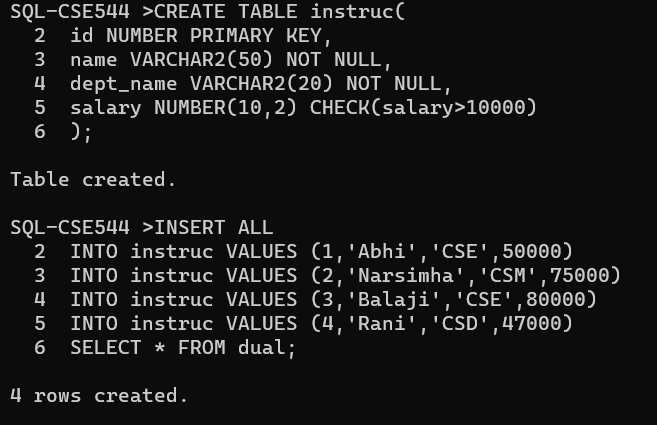 SQL-CSE544 >CREATE TABLE instruc(
  2  id NUMBER PRIMARY KEY,
  3  name VARCHAR2(50) NOT NULL,
  4  dept_name VARCHAR2(20) NOT NULL,
  5  salary NUMBER(10,2) CHECK(salary>10000)
  6  );

Table created.

SQL-CSE544 >INSERT ALL
  2  INTO instruc VALUES (1,'Abhi','CSE',50000)
  3  INTO instruc VALUES (2,'Narsimha','CSM',75000)
  4  INTO instruc VALUES (3,'Balaji','CSE',80000)
  5  INTO instruc VALUES (4,'Rani','CSD',47000)
  6  SELECT * FROM dual;

4 rows created.